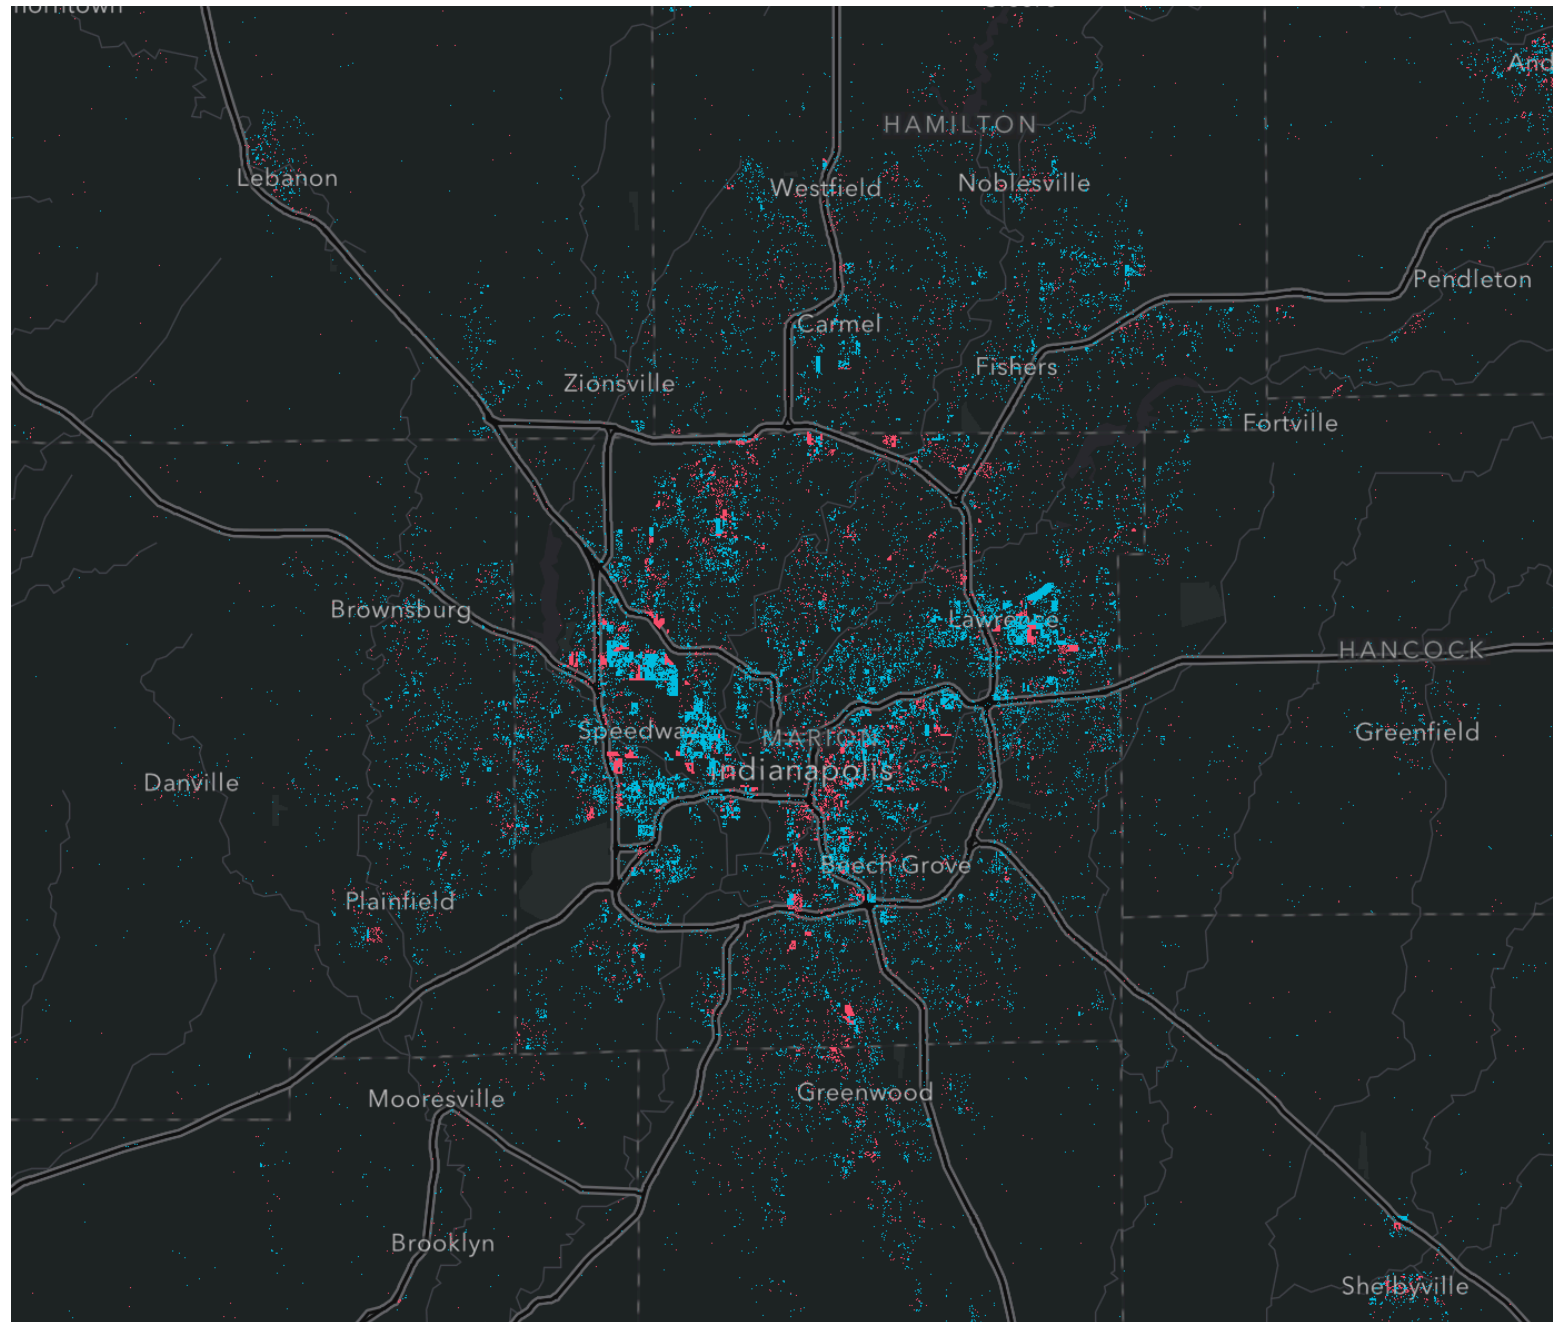 HAMILTON
Lebanon
Westfield
Noblesville
Pendleton
Carmel
Fishers
Zionsville
Fortville
Brownsburg
Lawrence
HANCOCK
Speedway
MARION
Greenfield
Indianapolis
Danville
Beech Grove
Plainfield
Mooresville
Greenwood
Brooklyn
Shelbyville